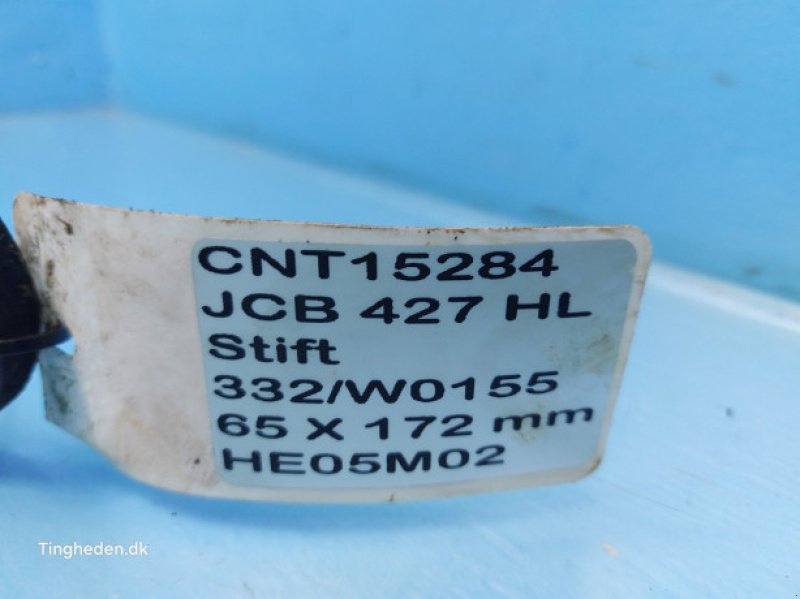 CNT15284
JCB 427 HL
Stift
332/W0155
65 X 172 mm
HE05M02
Tingheden.dk